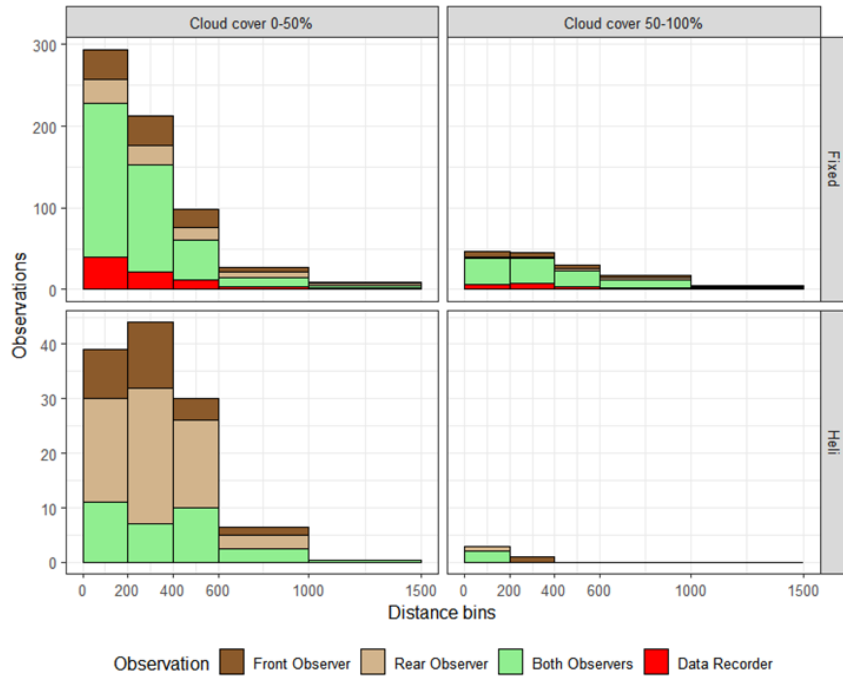 Cloud cover 0-50%
Cloud cover 50-100%
300
200
100
0
Fixed
Observations
40
30
20
10
0
Heli
0 200 400 600 1000 1500
0 200 400 600 1000 1500
Distance bins
Observation Front Observer Rear Observer Both Observers Data Recorder